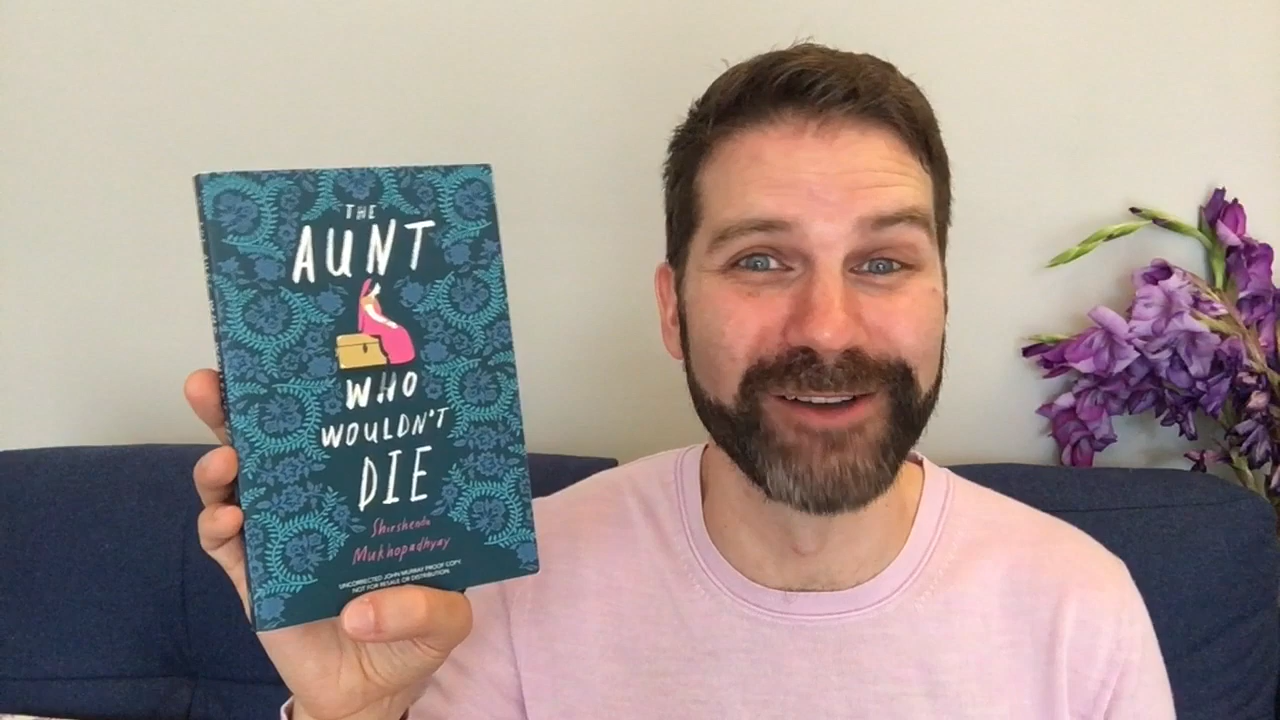 THE
AUNT
WHO
WOULDN'T
DIE
Shirshendu
Mukhopadhyay
UNCORRECTED JOHN MURRAY PROOF COPY
NOT FOR RESALE OR DISTRIBUTION